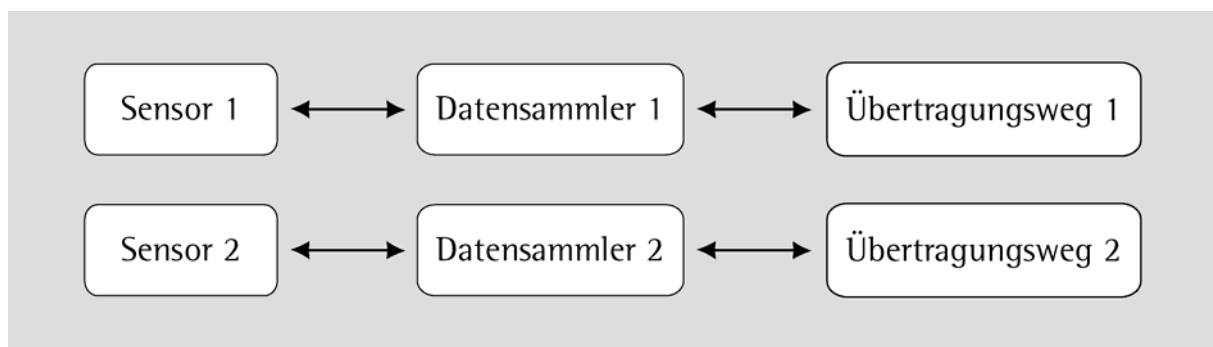 Sensor 1 Datensammler 1 Übertragungsweg 1
Sensor 2 Datensammler 2 Übertragungsweg 2